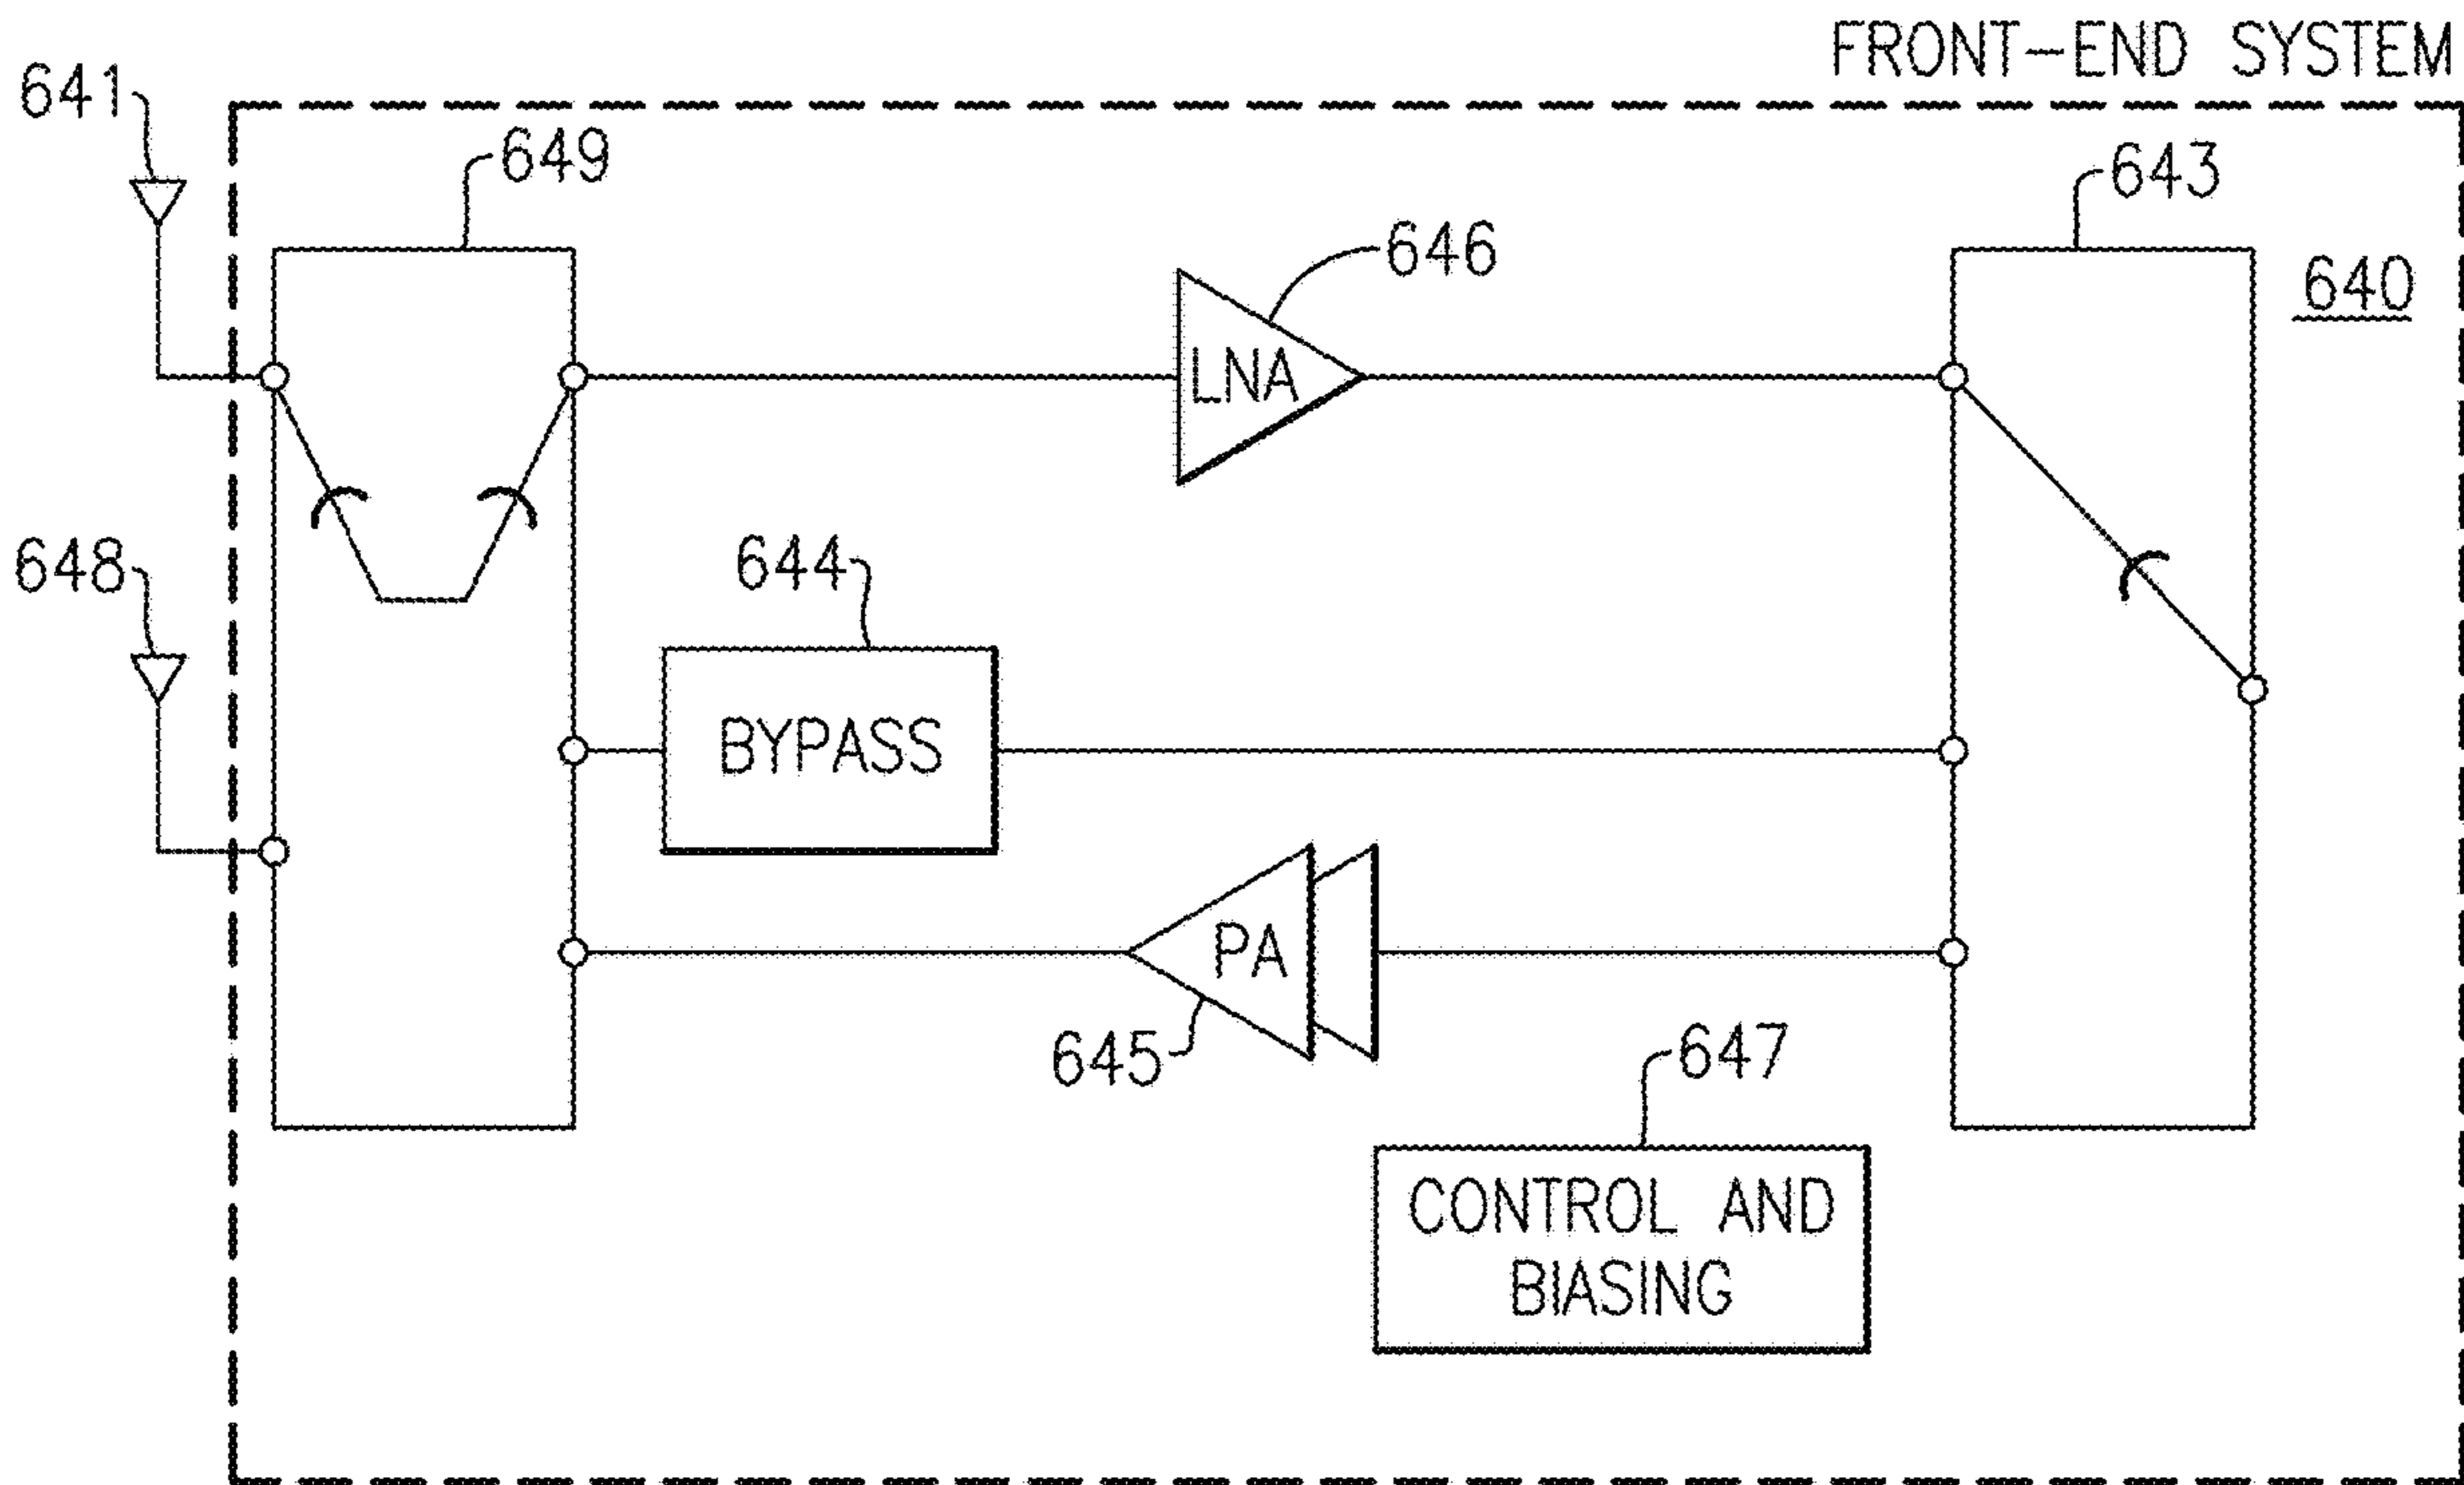 FRONT-END SYSTEM
641
649
643
646
640
LNA
648
644
BYPASS
PA
645
647
CONTROL AND
BIASING